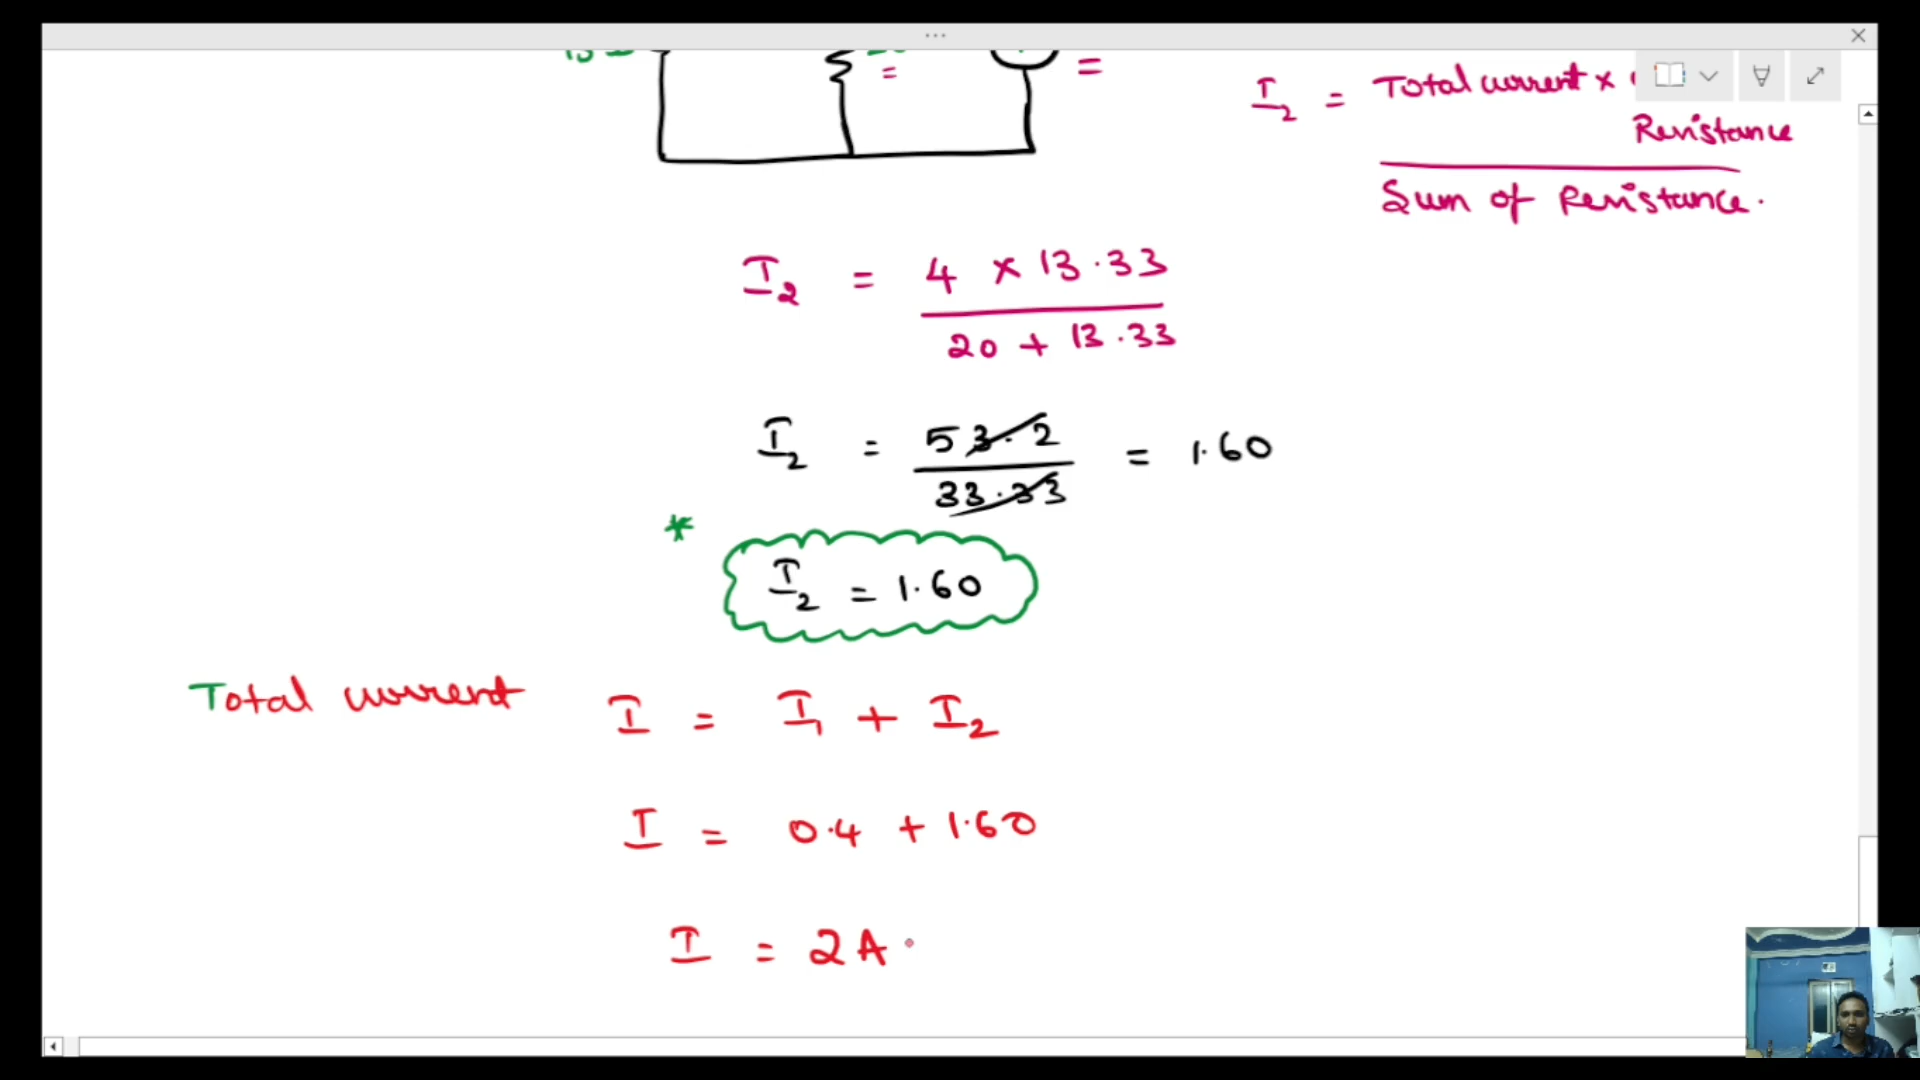 =
=
I2 = Total current ×
Resistance
Sum of Resistance.
I2 = 4 × 13.33
20 + 13.33
I2 = 53.2 = 1.60
33.33
*
I2 = 1.60
Total current I = I1 + I2
I = 0.4 + 1.60
I = 2A